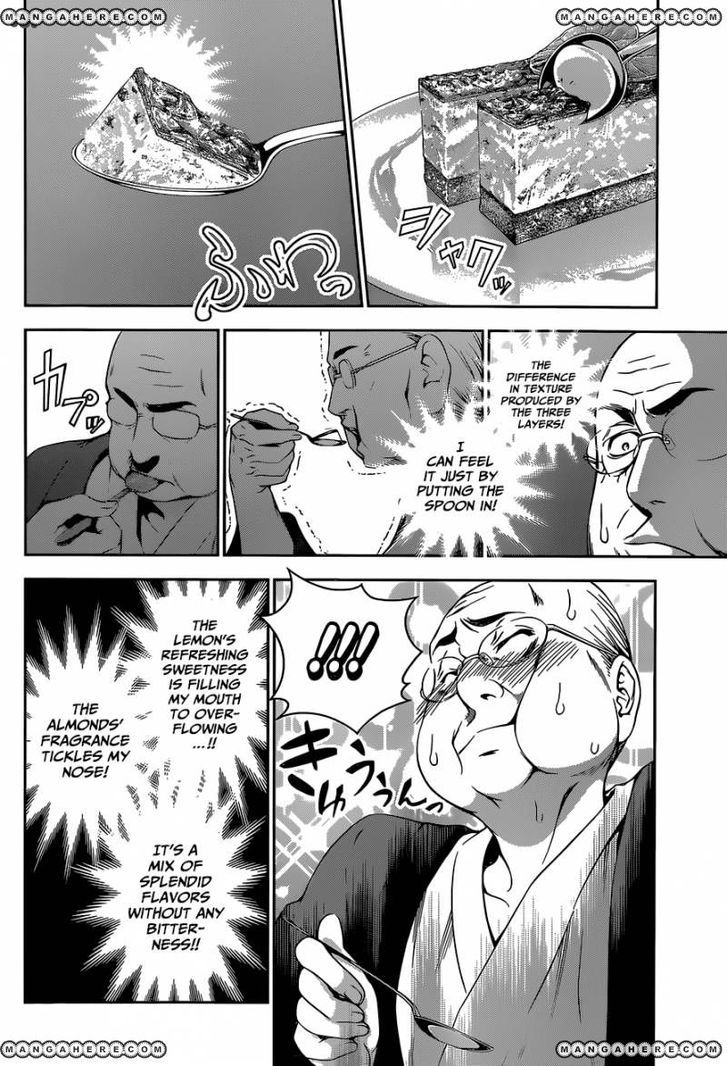 MANGAHERE.COM
MANGAHERE.COM
シャクッ
ふわっ
THE
DIFFERENCE
IN TEXTURE
PRODUCED BY
THE THREE
LAYERS!
I
CAN FEEL
IT JUST BY
PUTTING THE
SPOON IN!
カプッ
!!!
きゅうぅんっ
THE
LEMON'S
REFRESHING
SWEETNESS
IS FILLING
MY MOUTH
TO OVER-
FLOWING
...!!
THE
ALMONDS'
FRAGRANCE
TICKLES MY
NOSE!
IT'S A
MIX OF
SPLENDID
FLAVORS
WITHOUT ANY
BITTER-
NESS!!
MANGAHERE.COM
MANGAHERE.COM